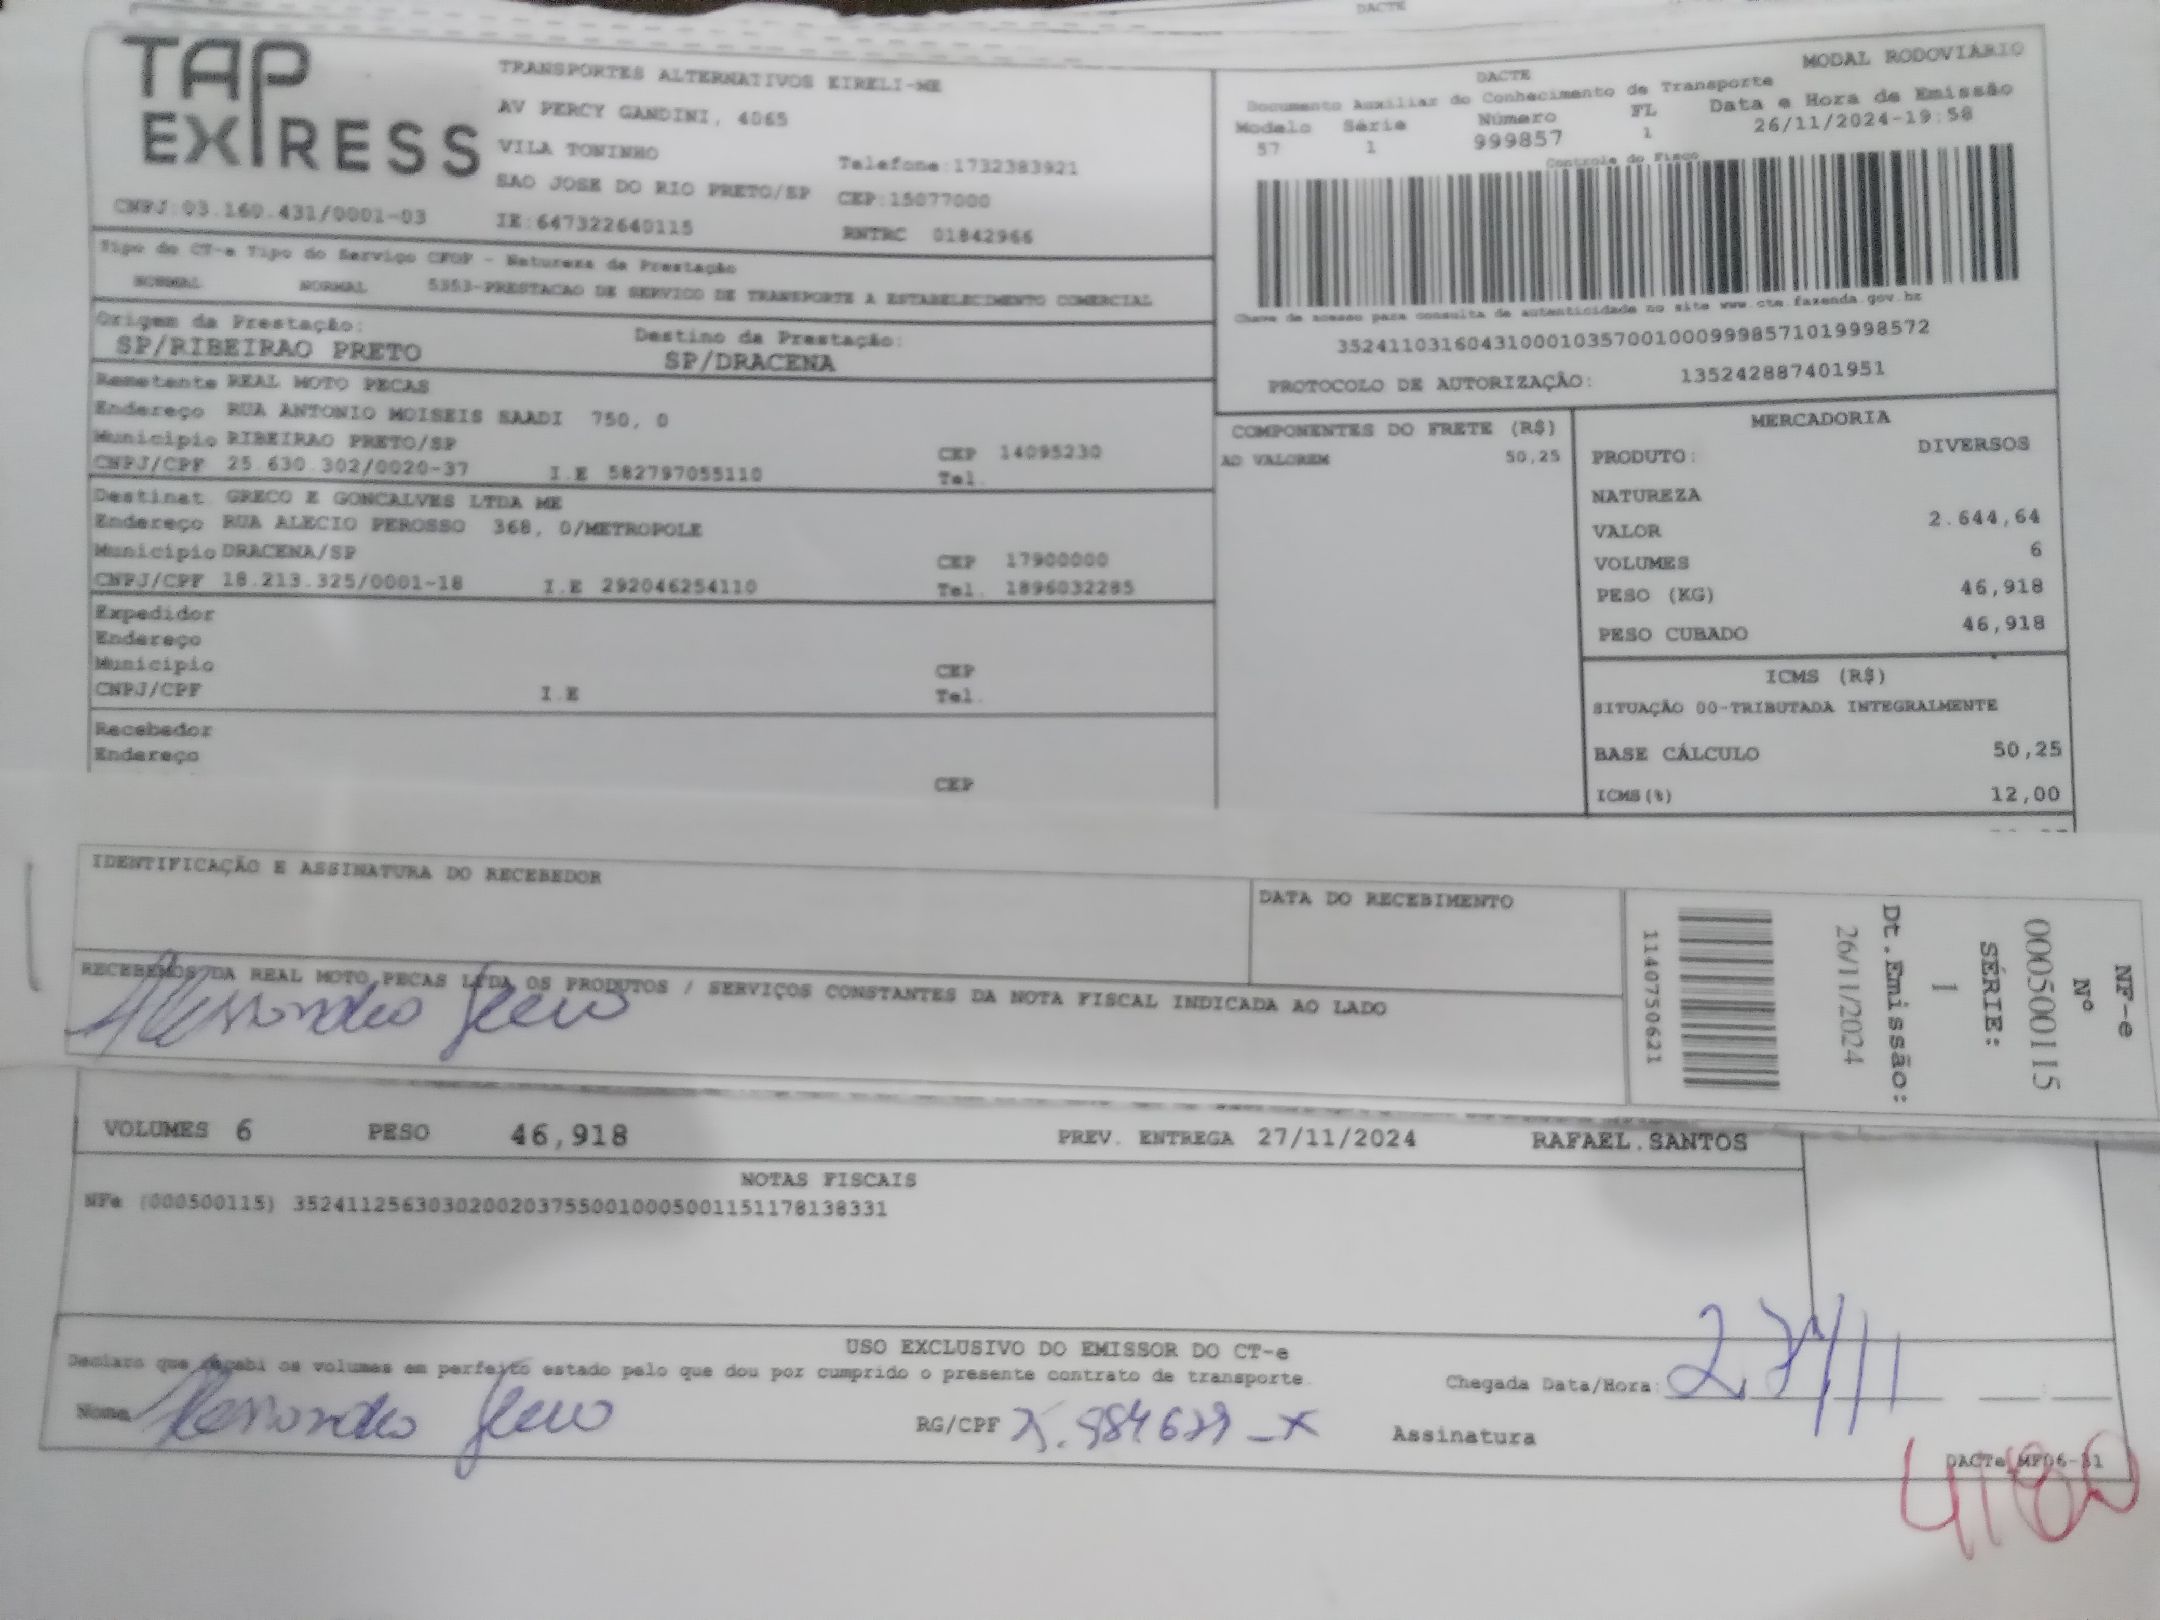 DACTE
TAP
EXPRESS
TRANSPORTES ALTERNATIVOS EIRELI-ME
AV PERCY GANDINI, 4065
VILA TONINHO
Telefone:1732383921
SAO JOSE DO RIO PRETO/SP CEP:15077000
CNPJ:03.160.431/0001-03 IE:647322640115 RNTRC 01842966
Tipo do CT-e Tipo do Serviço CFOP - Natureza da Prestação
NORMAL NORMAL 5353-PRESTACAO DE SERVICO DE TRANSPORTE A ESTABELECIMENTO COMERCIAL
Origem da Prestação: Destino da Prestação:
SP/RIBEIRAO PRETO SP/DRACENA
Remetente REAL MOTO PECAS
Endereço RUA ANTONIO MOISEIS SAADI 750, 0
Municipio RIBEIRAO PRETO/SP CEP 14095230
CNPJ/CPF 25.630.302/0020-37 I.E 582797055110 Tel.
Destinat. GRECO E GONCALVES LTDA ME
Endereço RUA ALECIO PEROSSO 368, 0/METROPOLE
Municipio DRACENA/SP CEP 17900000
CNPJ/CPF 18.213.325/0001-18 I.E 292046254110 Tel. 1896032285
Expedidor
Endereço
Municipio CEP
CNPJ/CPF I.E Tel.
Recebedor
Endereço
CEP
MODAL RODOVIÁRIO
DACTE
Documento Auxiliar do Conhecimento de Transporte
Modelo Série Número FL Data e Hora de Emissão
57 1 999857 1 26/11/2024-19:58
Controle do Fisco
Chave de acesso para consulta de autenticidade no site www.cte.fazenda.gov.br
35241103160431000103570010009998571019998572
PROTOCOLO DE AUTORIZAÇÃO: 135242887401951
COMPONENTES DO FRETE (R$)
AD VALOREM 50,25
MERCADORIA
PRODUTO: DIVERSOS
NATUREZA
VALOR 2.644,64
VOLUMES 6
PESO (KG) 46,918
PESO CUBADO 46,918
ICMS (R$)
SITUAÇÃO 00-TRIBUTADA INTEGRALMENTE
BASE CÁLCULO 50,25
ICMS(%) 12,00
IDENTIFICAÇÃO E ASSINATURA DO RECEBEDOR
DATA DO RECEBIMENTO
RECEBEMOS DA REAL MOTO PECAS LTDA OS PRODUTOS / SERVIÇOS CONSTANTES DA NOTA FISCAL INDICADA AO LADO
Alessandro Greco
NF-e
Nº
000500115
SÉRIE:
1
Dt.Emissão:
26/11/2024
1140750621
VOLUMES 6 PESO 46,918 PREV. ENTREGA 27/11/2024 RAFAEL.SANTOS
NOTAS FISCAIS
NFe (000500115) 35241125630302002037550010005001151178138331
USO EXCLUSIVO DO EMISSOR DO CT-e
Declaro que recebi os volumes em perfeito estado pelo que dou por cumprido o presente contrato de transporte.
Chegada Data/Hora: 27/11
Nome Alessandro Greco RG/CPF Assinatura
DACTe